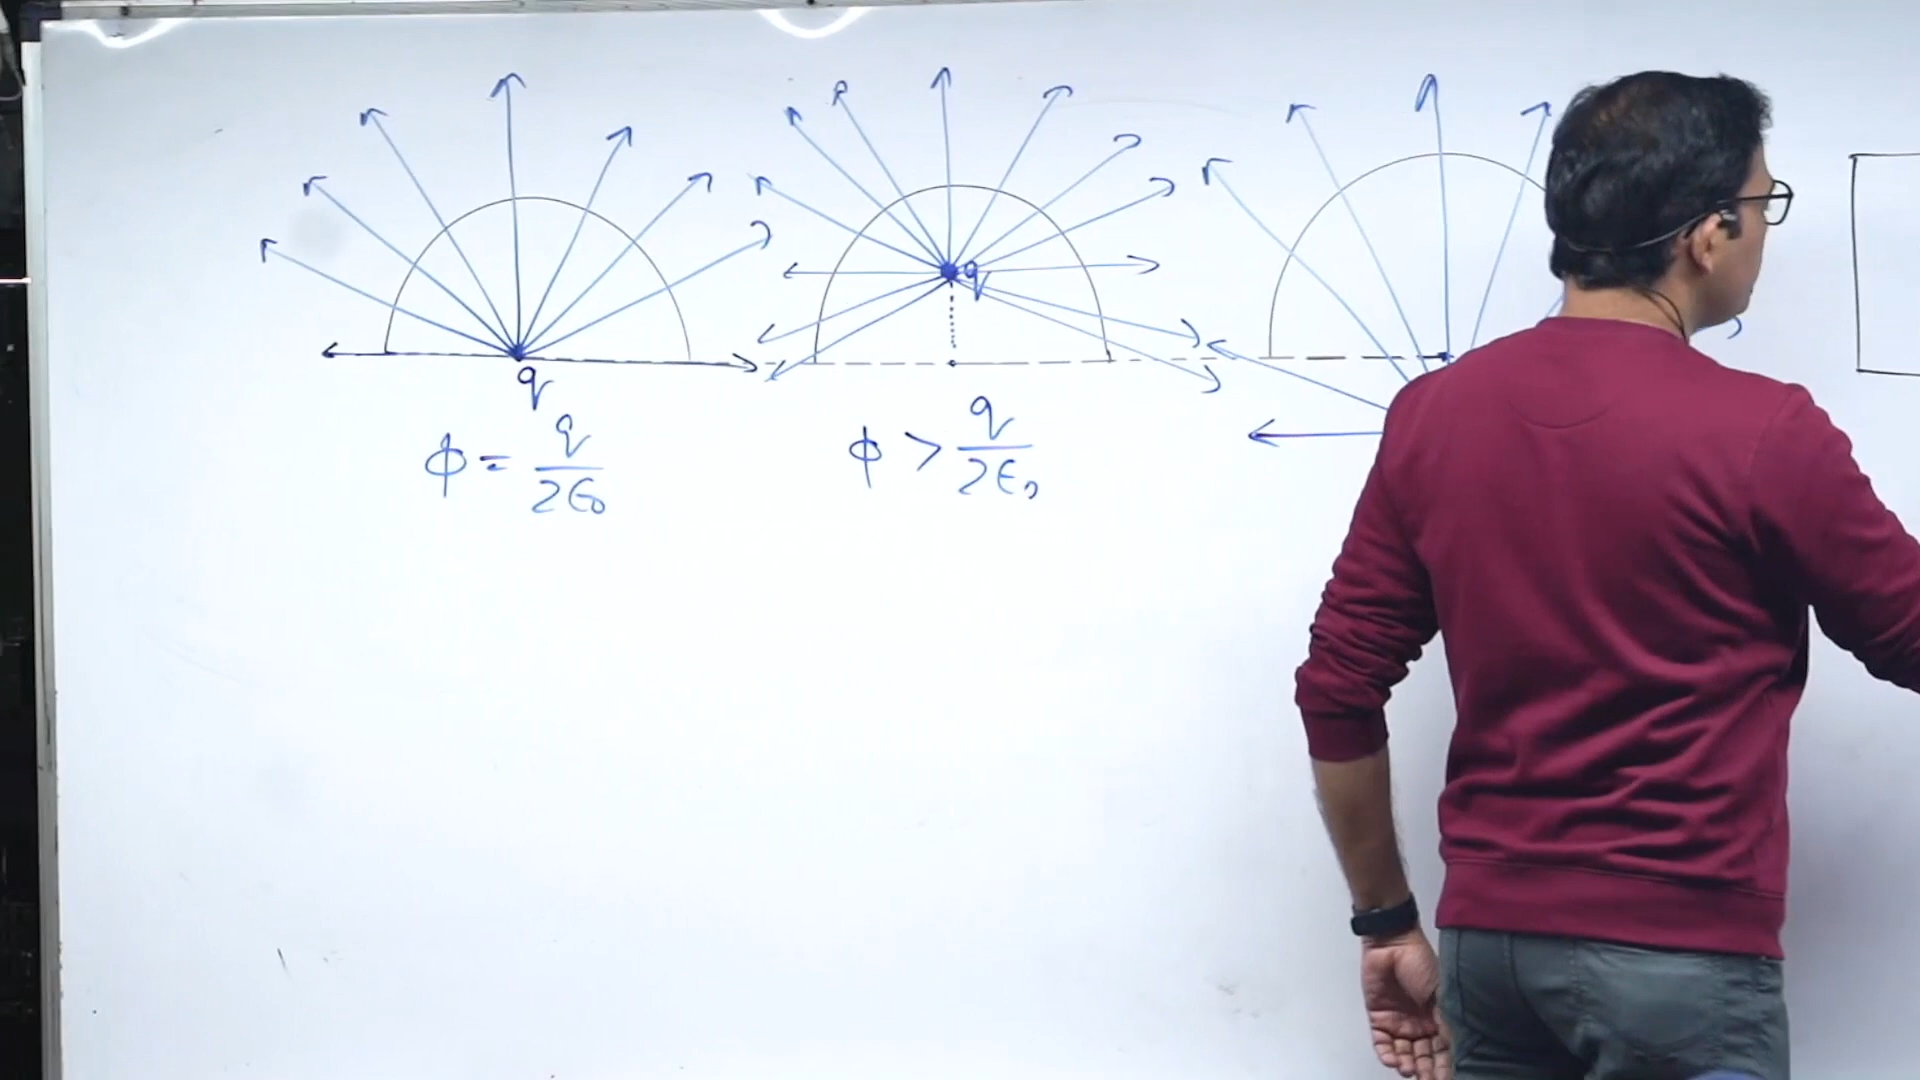 q
q
ϕ = q/2ϵ₀
ϕ > q/2ϵ₀